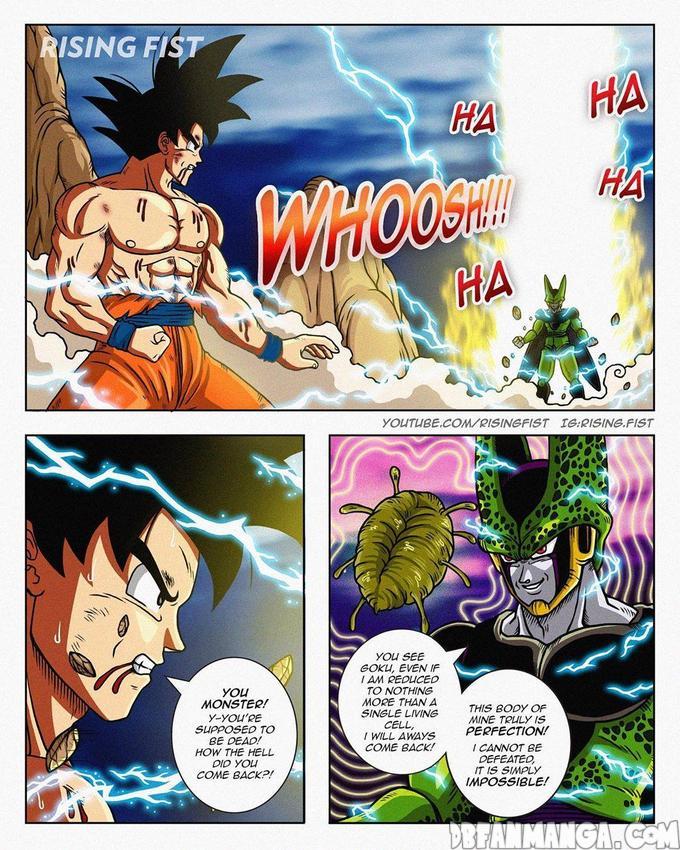 RISING FIST
HA
HA
HA
WHOOSH!!!
HA
YOUTUBE.COM/RISINGFIST IG:RISING.FIST
YOU
MONSTER!
Y-YOU'RE
SUPPOSED TO
BE DEAD!
HOW THE HELL
DID YOU
COME BACK?!
YOU SEE
GOKU, EVEN IF
I AM REDUCED
TO NOTHING
MORE THAN A
SINGLE LIVING
CELL,
I WILL AWAYS
COME BACK!
THIS BODY OF
MINE TRULY IS
PERFECTION!
I CANNOT BE
DEFEATED,
IT IS SIMPLY
IMPOSSIBLE!
DBFANMANGA.COM